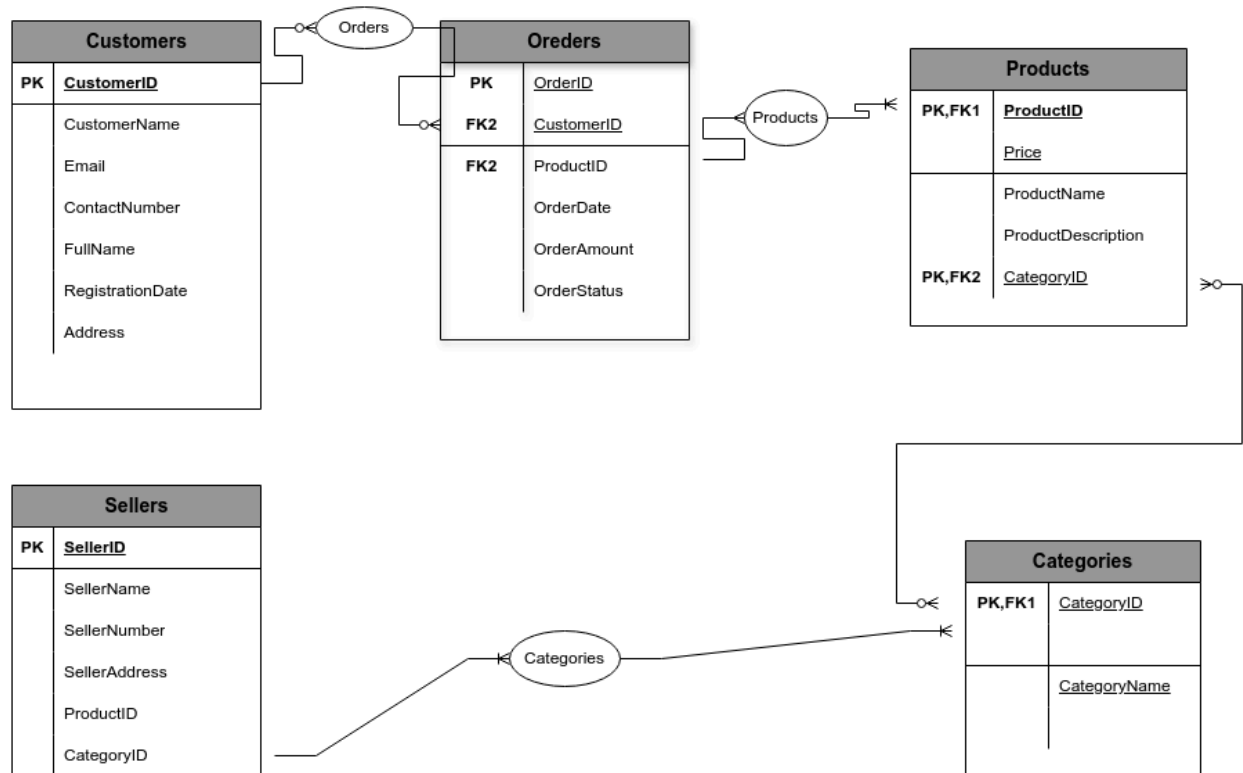 Customers
PK CustomerID
CustomerName
Email
ContactNumber
FullName
RegistrationDate
Address
Orders
Oreders
PK OrderID
FK2 CustomerID
FK2 ProductID
OrderDate
OrderAmount
OrderStatus
Products
Products
PK,FK1 ProductID
Price
ProductName
ProductDescription
PK,FK2 CategoryID
Sellers
PK SellerID
SellerName
SellerNumber
SellerAddress
ProductID
CategoryID
Categories
Categories
PK,FK1 CategoryID
CategoryName